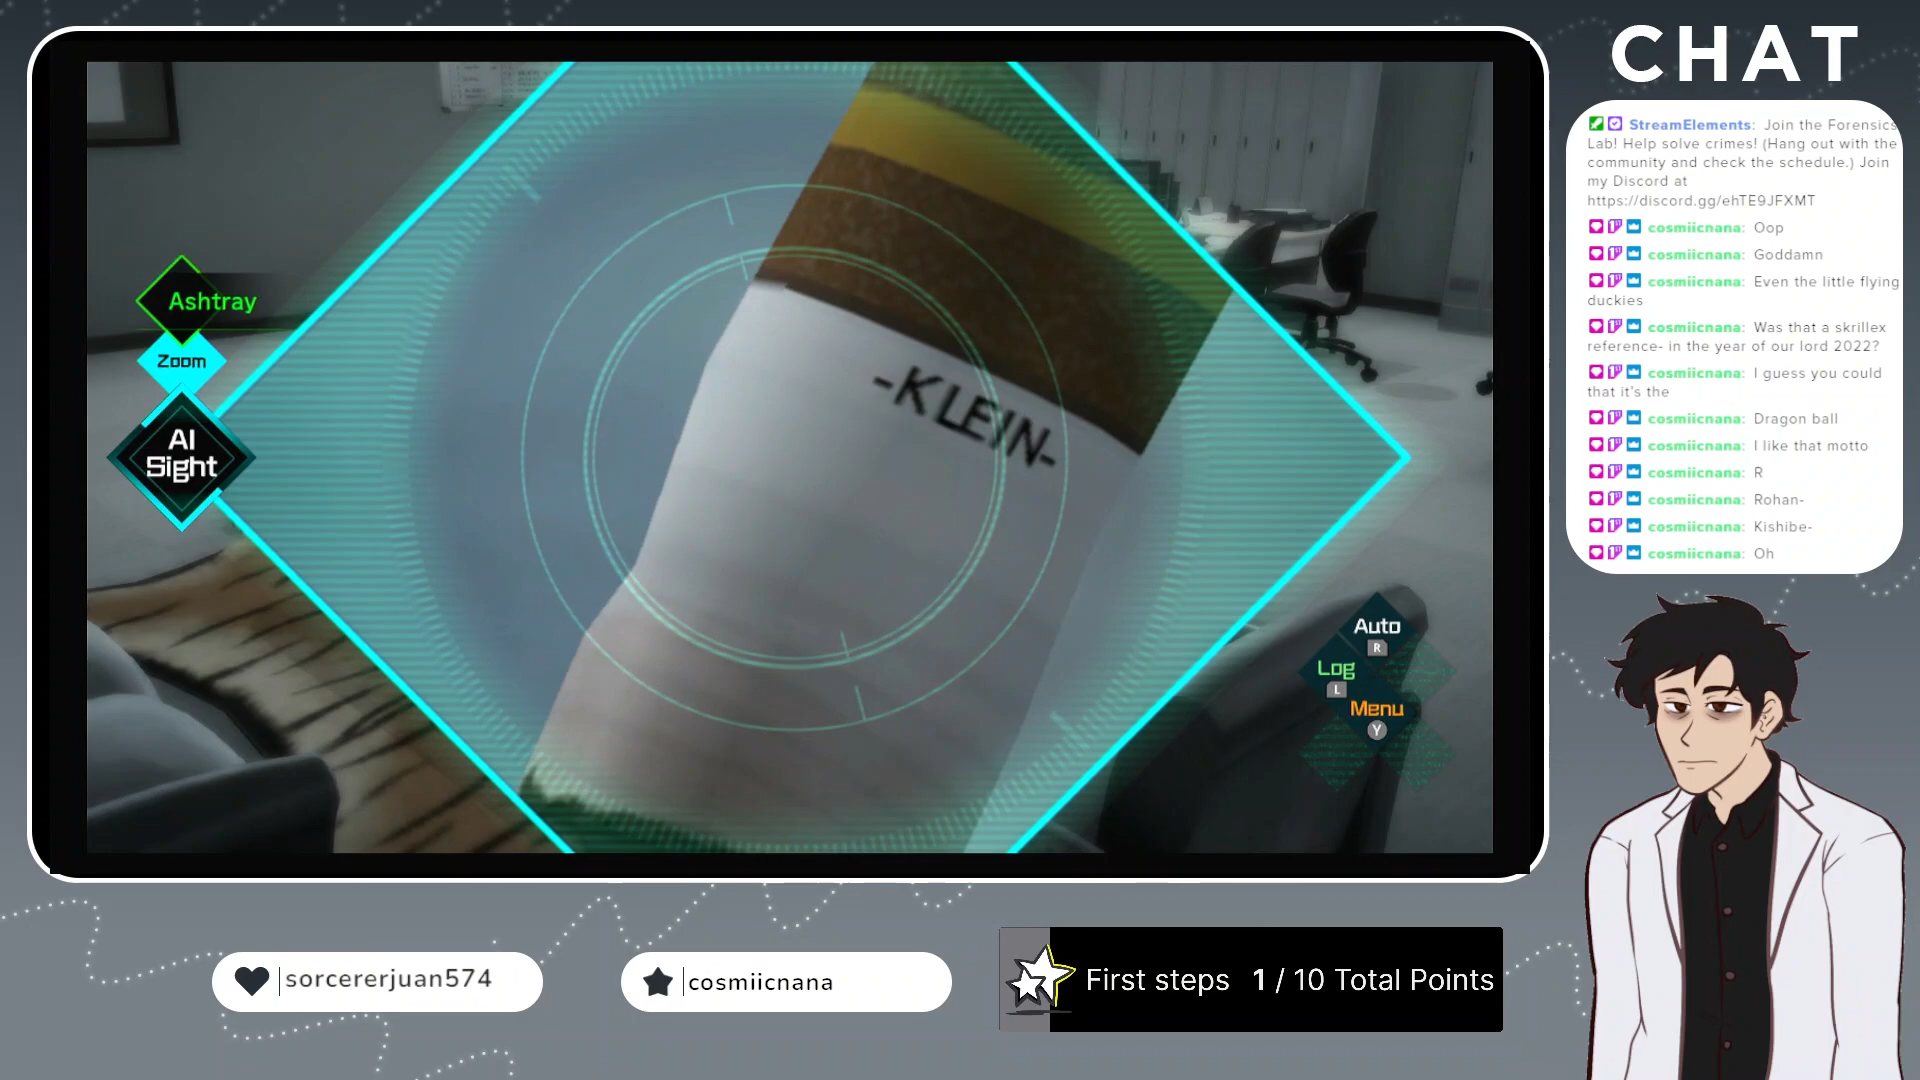 CHAT
StreamElements: Join the Forensics
Lab! Help solve crimes! (Hang out with the
community and check the schedule.) Join
my Discord at
https://discord.gg/ehTE9JFXMT
cosmiicnana: Oop
cosmiicnana: Goddamn
cosmiicnana: Even the little flying
duckies
cosmiicnana: Was that a skrillex
reference- in the year of our lord 2022?
cosmiicnana: I guess you could
that it's the
cosmiicnana: Dragon ball
cosmiicnana: I like that motto
cosmiicnana: R
cosmiicnana: Rohan-
cosmiicnana: Kishibe-
cosmiicnana: Oh
Ashtray
Zoom
AI
Sight
-KLEIN-
Auto
R
Log
L
Menu
Y
sorcererjuan574
cosmiicnana
First steps 1 / 10 Total Points